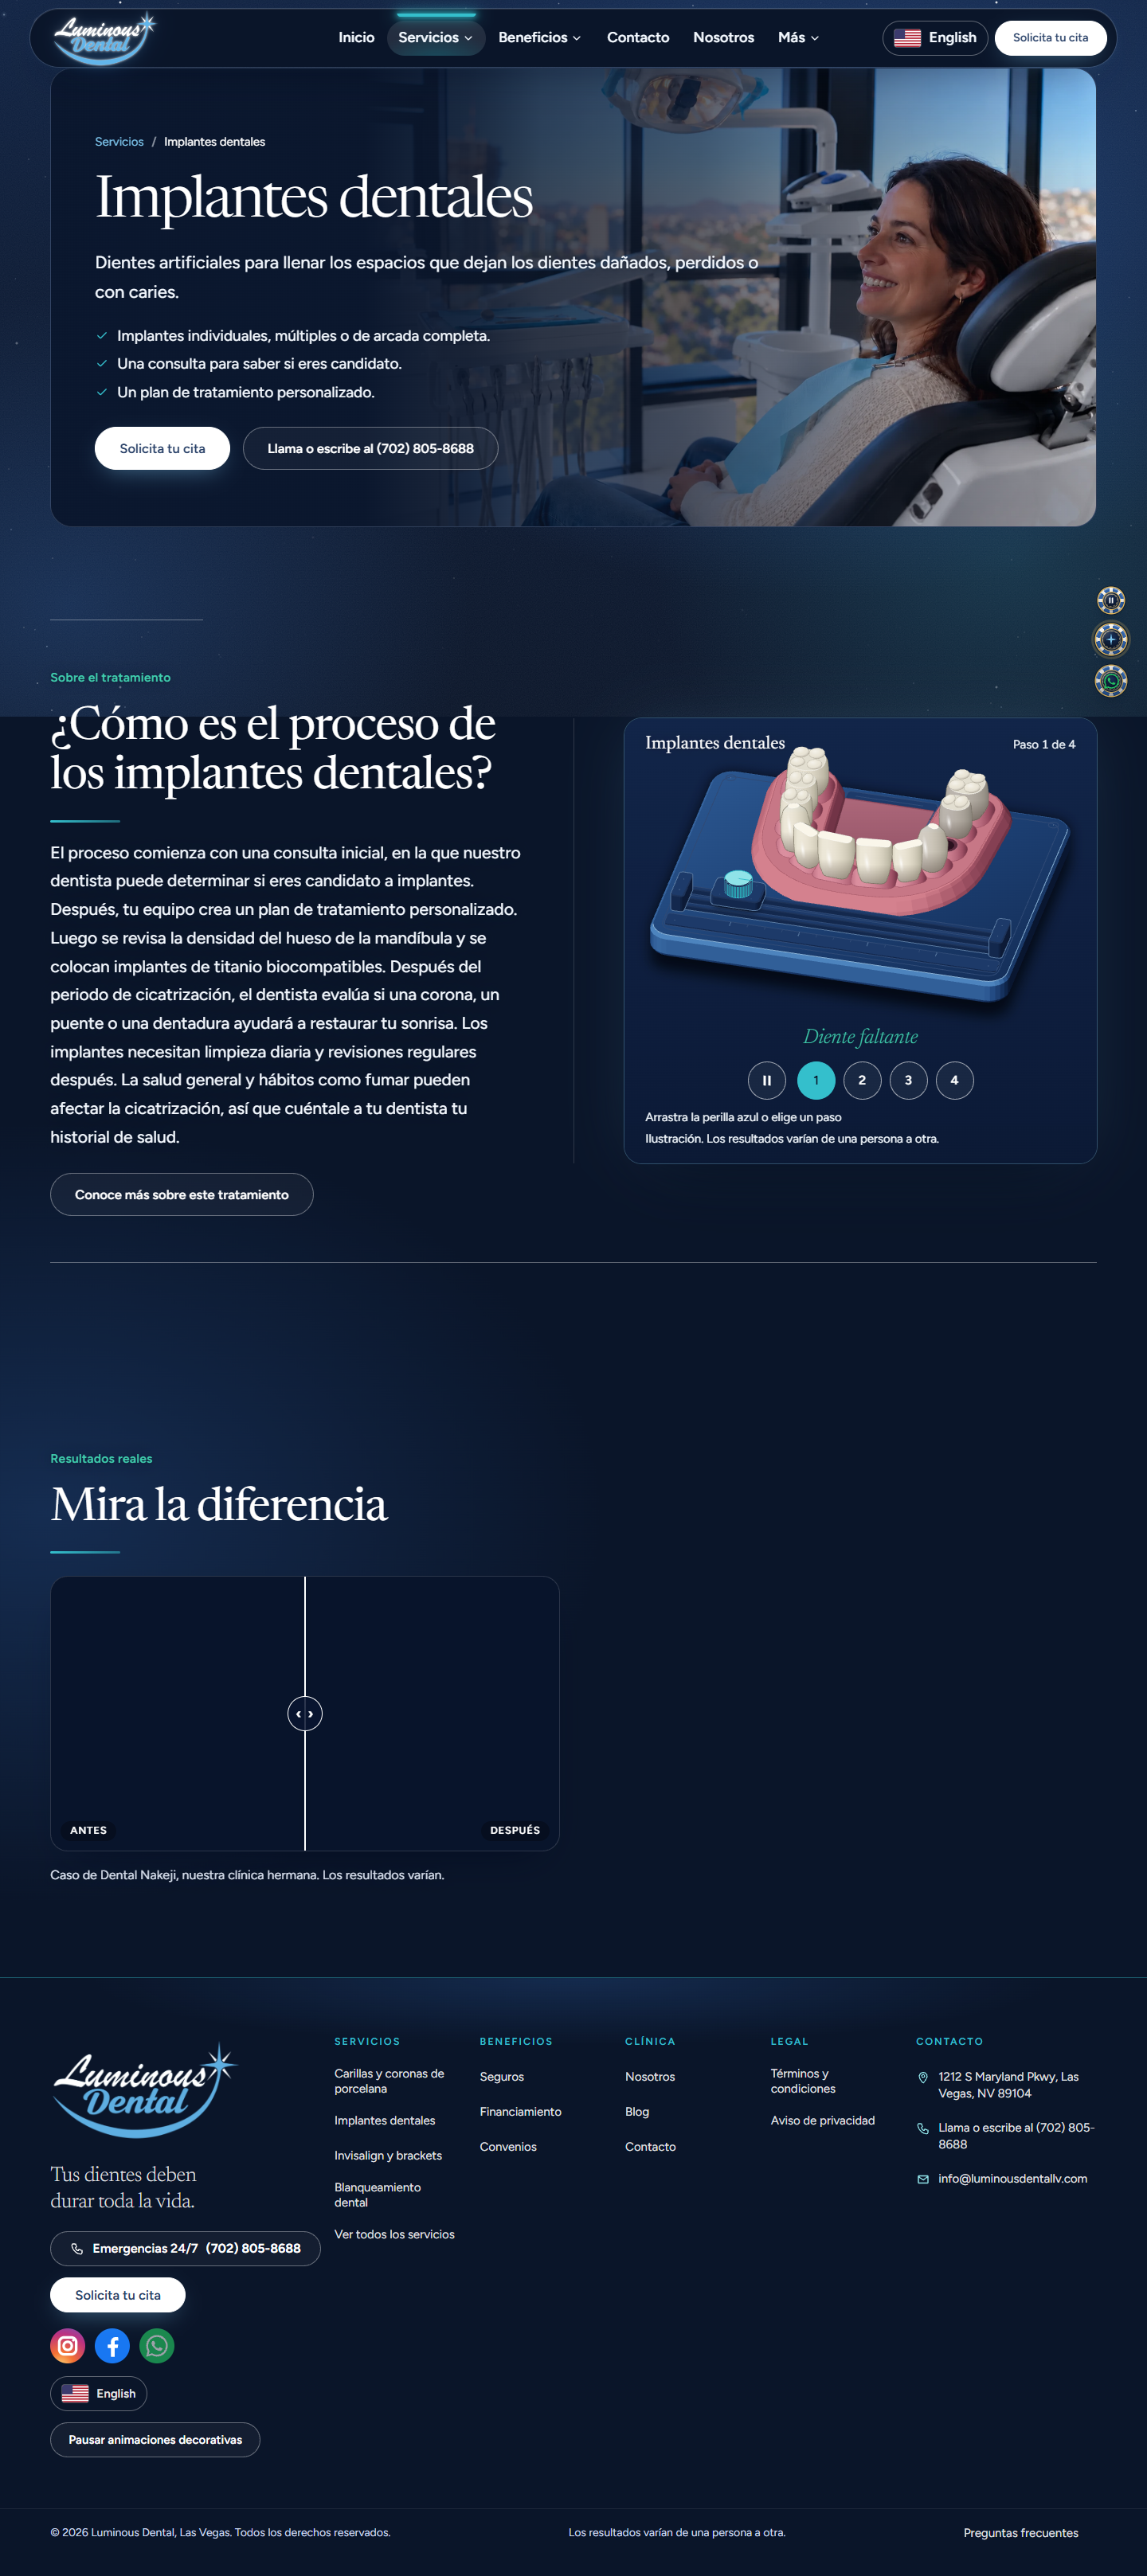 Luminous
Dental
Inicio
Servicios
Beneficios
Contacto
Nosotros
Más
English
Solicita tu cita
Servicios / Implantes dentales
Implantes dentales
Dientes artificiales para llenar los espacios que dejan los dientes dañados, perdidos o
con caries.
Implantes individuales, múltiples o de arcada completa.
Una consulta para saber si eres candidato.
Un plan de tratamiento personalizado.
Solicita tu cita
Llama o escribe al (702) 805-8688
Sobre el tratamiento
¿Cómo es el proceso de
los implantes dentales?
El proceso comienza con una consulta inicial, en la que nuestro
dentista puede determinar si eres candidato a implantes.
Después, tu equipo crea un plan de tratamiento personalizado.
Luego se revisa la densidad del hueso de la mandíbula y se
colocan implantes de titanio biocompatibles. Después del
periodo de cicatrización, el dentista evalúa si una corona, un
puente o una dentadura ayudará a restaurar tu sonrisa. Los
implantes necesitan limpieza diaria y revisiones regulares
después. La salud general y hábitos como fumar pueden
afectar la cicatrización, así que cuéntale a tu dentista tu
historial de salud.
Conoce más sobre este tratamiento
Implantes dentales
Paso 1 de 4
Diente faltante
1
2
3
4
Arrastra la perilla azul o elige un paso
Ilustración. Los resultados varían de una persona a otra.
Resultados reales
Mira la diferencia
ANTES
DESPUÉS
Caso de Dental Nakeji, nuestra clínica hermana. Los resultados varían.
Luminous
Dental
Tus dientes deben
durar toda la vida.
Emergencias 24/7 (702) 805-8688
Solicita tu cita
English
Pausar animaciones decorativas
SERVICIOS
Carillas y coronas de
porcelana
Implantes dentales
Invisalign y brackets
Blanqueamiento
dental
Ver todos los servicios
BENEFICIOS
Seguros
Financiamiento
Convenios
CLÍNICA
Nosotros
Blog
Contacto
LEGAL
Términos y
condiciones
Aviso de privacidad
CONTACTO
1212 S Maryland Pkwy, Las
Vegas, NV 89104
Llama o escribe al (702) 805-
8688
info@luminousdentallv.com
© 2026 Luminous Dental, Las Vegas. Todos los derechos reservados.
Los resultados varían de una persona a otra.
Preguntas frecuentes